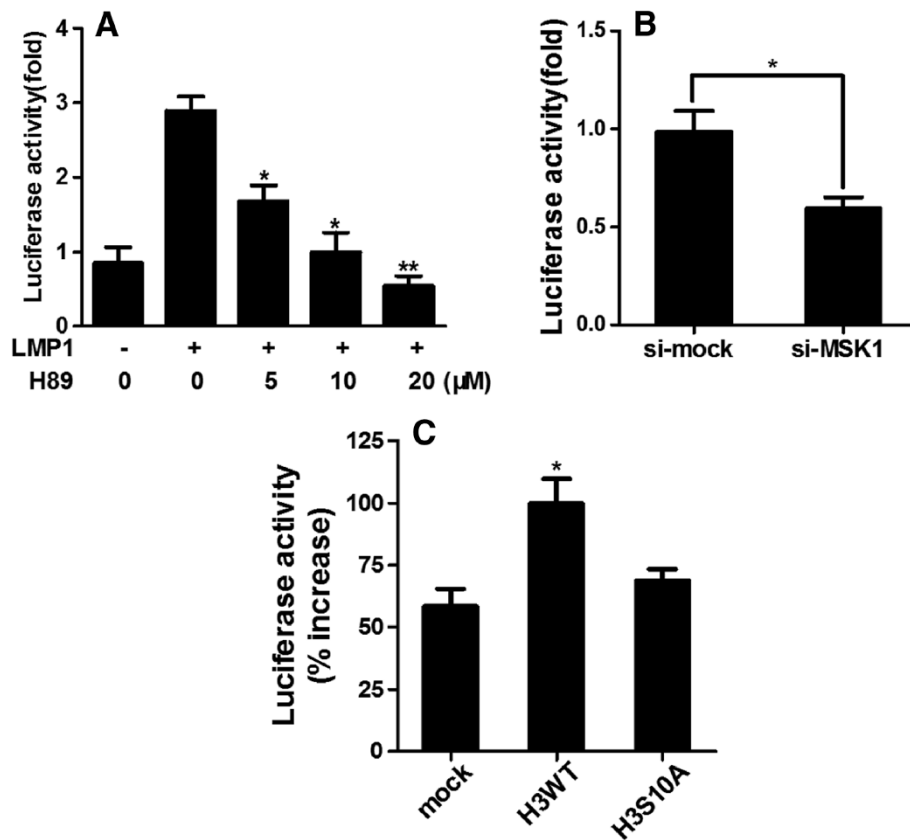 A
Luciferase activity(fold)
4
3
2
1
0
*
*
**
LMP1 - + + + +
H89 0 0 5 10 20 (μM)
B
Luciferase activity(fold)
1.5
1.0
0.5
0.0
*
si-mock si-MSK1
C
Luciferase activity
(% increase)
125
100
75
50
25
0
*
mock H3WT H3S10A